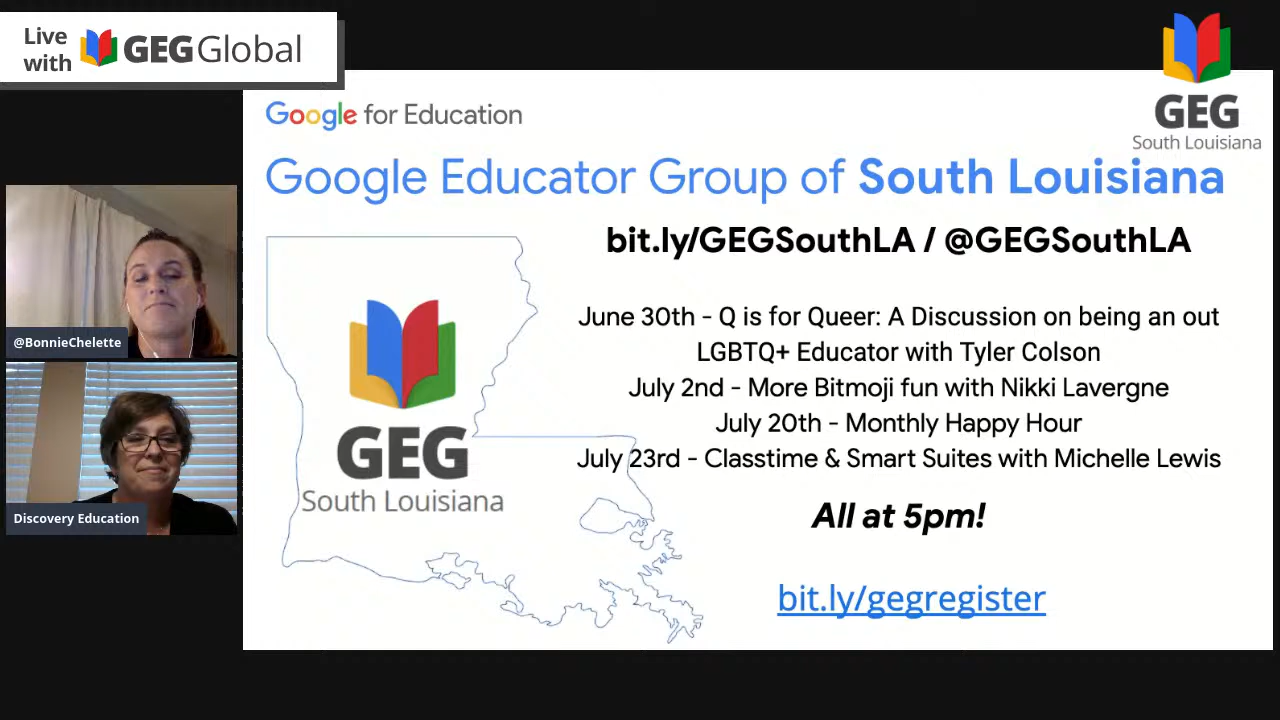 Live
with
GEG Global
GEG
South Louisiana
Google for Education
Google Educator Group of South Louisiana
bit.ly/GEGSouthLA / @GEGSouthLA
June 30th - Q is for Queer: A Discussion on being an out
LGBTQ+ Educator with Tyler Colson
July 2nd - More Bitmoji fun with Nikki Lavergne
July 20th - Monthly Happy Hour
July 23rd - Classtime & Smart Suites with Michelle Lewis
All at 5pm!
bit.ly/gegregister
GEG
South Louisiana
@BonnieChelette
Discovery Education